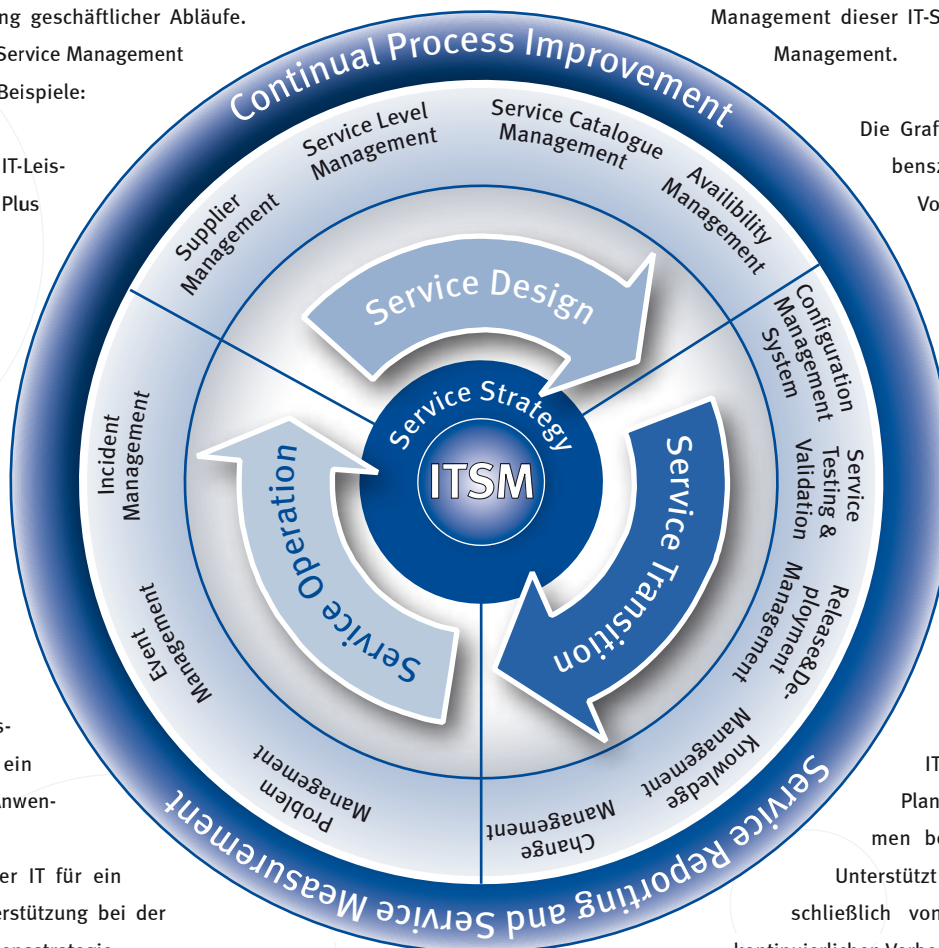 ng geschäftlicher Abläufe.
Service Management
Beispiele:
IT-Leis-
Plus
Management dieser IT-S
Management.
Die Graf
bensz
Vo
Continual Process Improvement
Supplier
Management
Service Level
Management
Service Catalogue
Management
Availibility
Management
Configuration
Management
System
Service
Testing &
Validation
Release&De-
ployment
Management
Knowledge
Management
Change
Management
Problem
Management
Event
Management
Incident
Management
Service Design
Service Transition
Service Operation
Service Strategy
ITSM
Service Reporting and Service Measurement
s-
ein
Anwen-
er IT für ein
erstützung bei der
IT
Plan
men be
Unterstützt
schließlich von